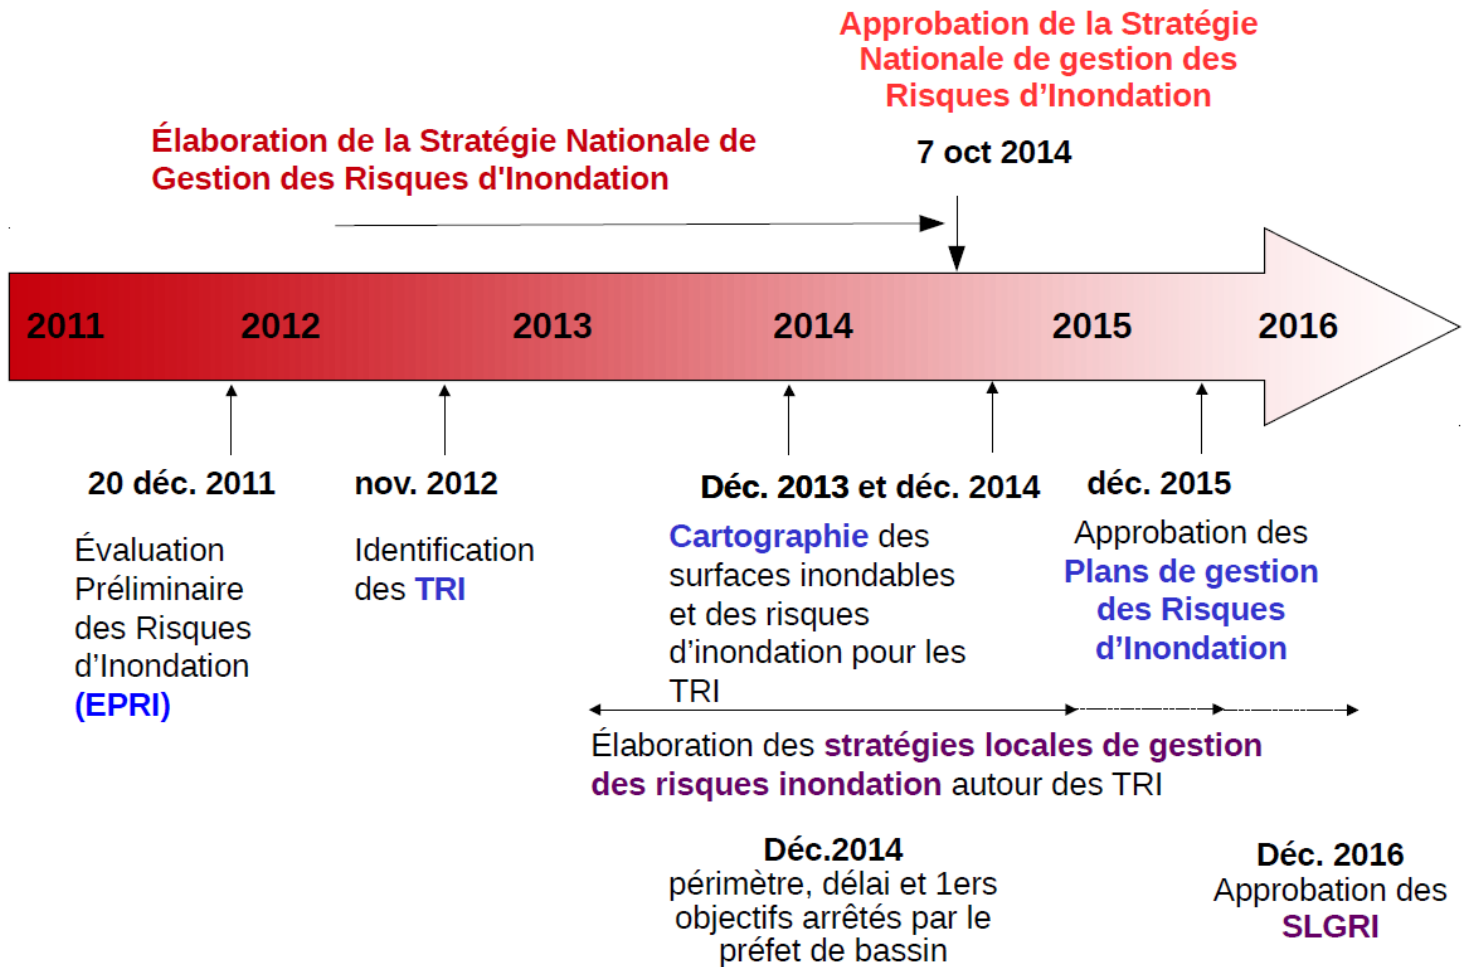 Approbation de la Stratégie
Nationale de gestion des
Risques d’Inondation
7 oct 2014
Élaboration de la Stratégie Nationale de
Gestion des Risques d'Inondation
2011
2012
2013
2014
2015
2016
20 déc. 2011
Évaluation
Préliminaire
des Risques
d’Inondation
(EPRI)
nov. 2012
Identification
des TRI
Déc. 2013 et déc. 2014
Cartographie des
surfaces inondables
et des risques
d’inondation pour les
TRI
déc. 2015
Approbation des
Plans de gestion
des Risques
d’Inondation
Élaboration des stratégies locales de gestion
des risques inondation autour des TRI
Déc.2014
périmètre, délai et 1ers
objectifs arrêtés par le
préfet de bassin
Déc. 2016
Approbation des
SLGRI